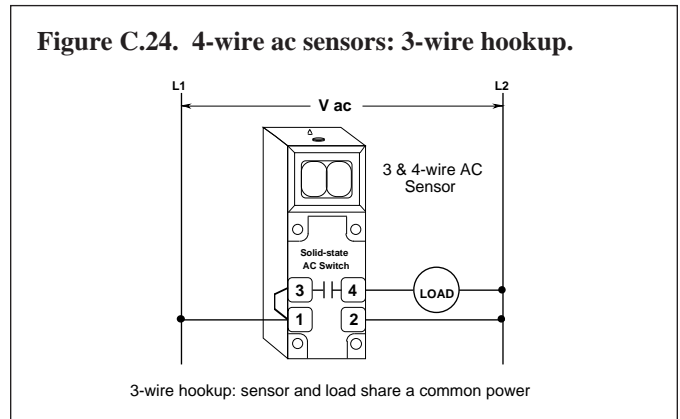 Figure C.24. 4-wire ac sensors: 3-wire hookup.
L1
L2
V ac
3 & 4-wire AC
Sensor
Solid-state
AC Switch
3
4
LOAD
1
2
3-wire hookup: sensor and load share a common power